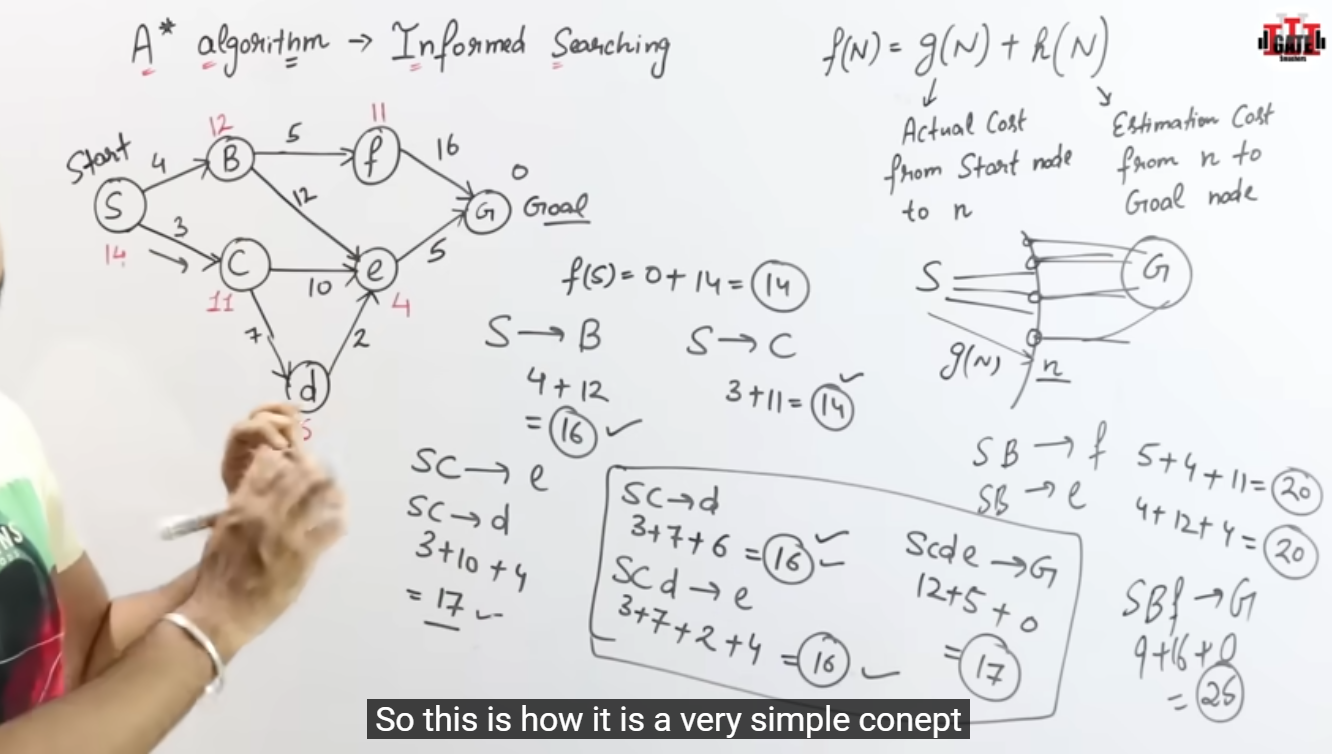 A* algorithm → Informed Searching
f(N) = g(N) + h(N)
Actual Cost
from Start node
to n
Estimation Cost
from n to
Goal node
GATE
Smashers
Start
S
14
4
3
B
12
5
12
C
11
10
7
f
11
16
e
4
5
d
2
G
0
Goal
f(S) = 0 + 14 = 14
S → B
4 + 12
= 16 ✓
S → C
3 + 11 = 14 ✓
S
G
g(N)
n
SC → e
SC → d
3 + 10 + 4
= 17 ✓
SC → d
3 + 7 + 6 = 16 ✓
SCd → e
3 + 7 + 2 + 4 = 16 ✓
Scde → G
12 + 5 + 0
= 17
SB → f 5 + 4 + 11 = 20
SB → e 4 + 12 + 4 = 20
SBf → G
9 + 16 + 0
= 25
So this is how it is a very simple conept